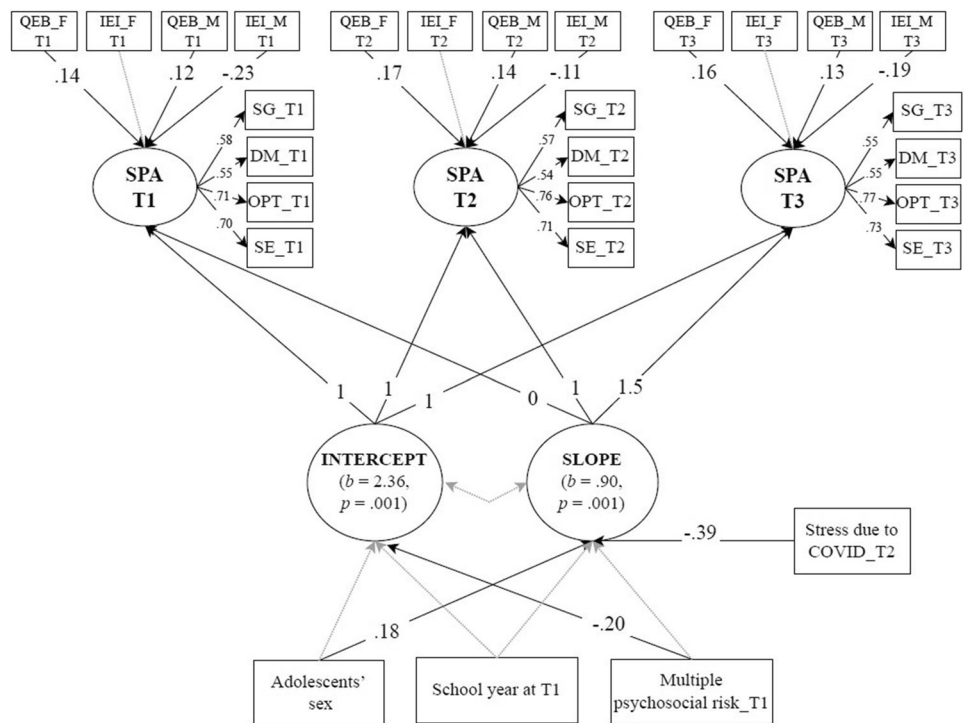 QEB_F
T1
IEI_F
T1
QEB_M
T1
IEI_M
T1
QEB_F
T2
IEI_F
T2
QEB_M
T2
IEI_M
T2
QEB_F
T3
IEI_F
T3
QEB_M
T3
IEI_M
T3
.14
.12
-.23
.17
.14
-.11
.16
.13
-.19
SPA
T1
.58
.55
.71
.70
SG_T1
DM_T1
OPT_T1
SE_T1
SPA
T2
.57
.54
.76
.71
SG_T2
DM_T2
OPT_T2
SE_T2
SPA
T3
.55
.55
.77
.73
SG_T3
DM_T3
OPT_T3
SE_T3
1
1
1
0
1
1.5
INTERCEPT
(b = 2.36,
p = .001)
SLOPE
(b = .90,
p = .001)
-.39
Stress due to
COVID_T2
.18
-.20
Adolescents’
sex
School year at T1
Multiple
psychosocial risk_T1